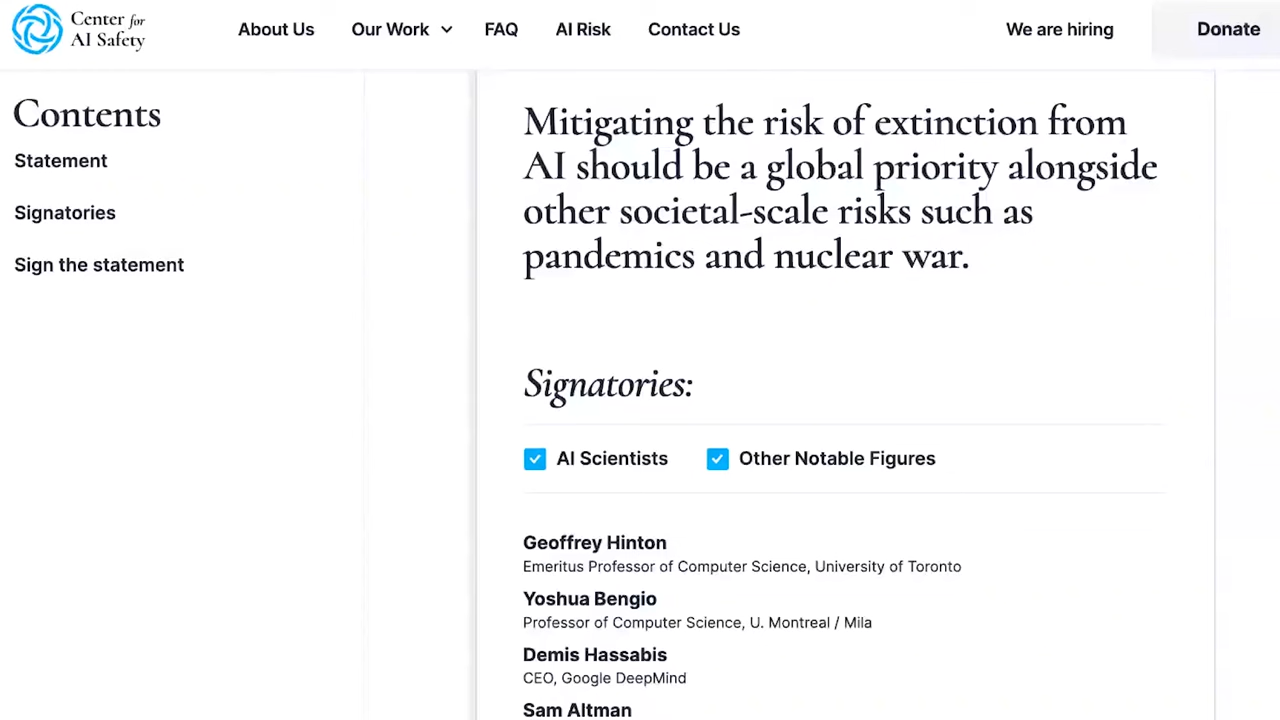 Center for
AI Safety
About Us
Our Work
FAQ
AI Risk
Contact Us
We are hiring
Donate
Contents
Statement
Signatories
Sign the statement
Mitigating the risk of extinction from
AI should be a global priority alongside
other societal-scale risks such as
pandemics and nuclear war.
Signatories:
AI Scientists
Other Notable Figures
Geoffrey Hinton
Emeritus Professor of Computer Science, University of Toronto
Yoshua Bengio
Professor of Computer Science, U. Montreal / Mila
Demis Hassabis
CEO, Google DeepMind
Sam Altman